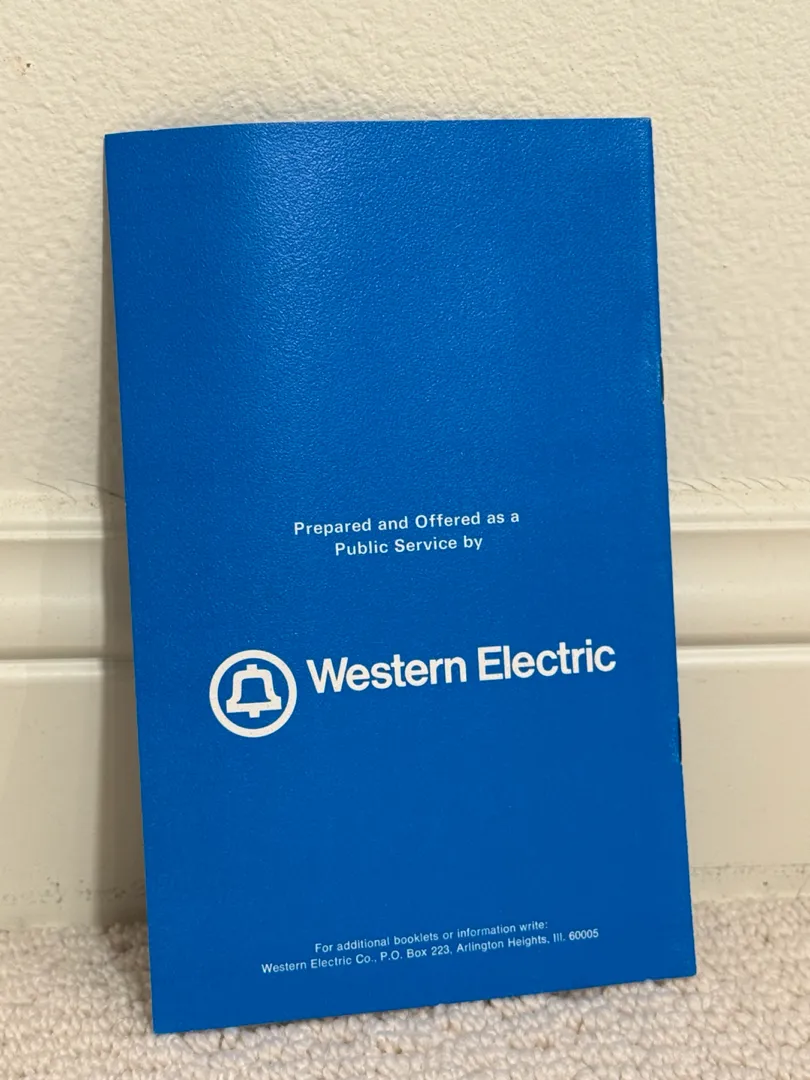 Prepared and Offered as a
Public Service by
Western Electric
For additional booklets or information write:
Western Electric Co., P.O. Box 223, Arlington Heights, Ill. 60005